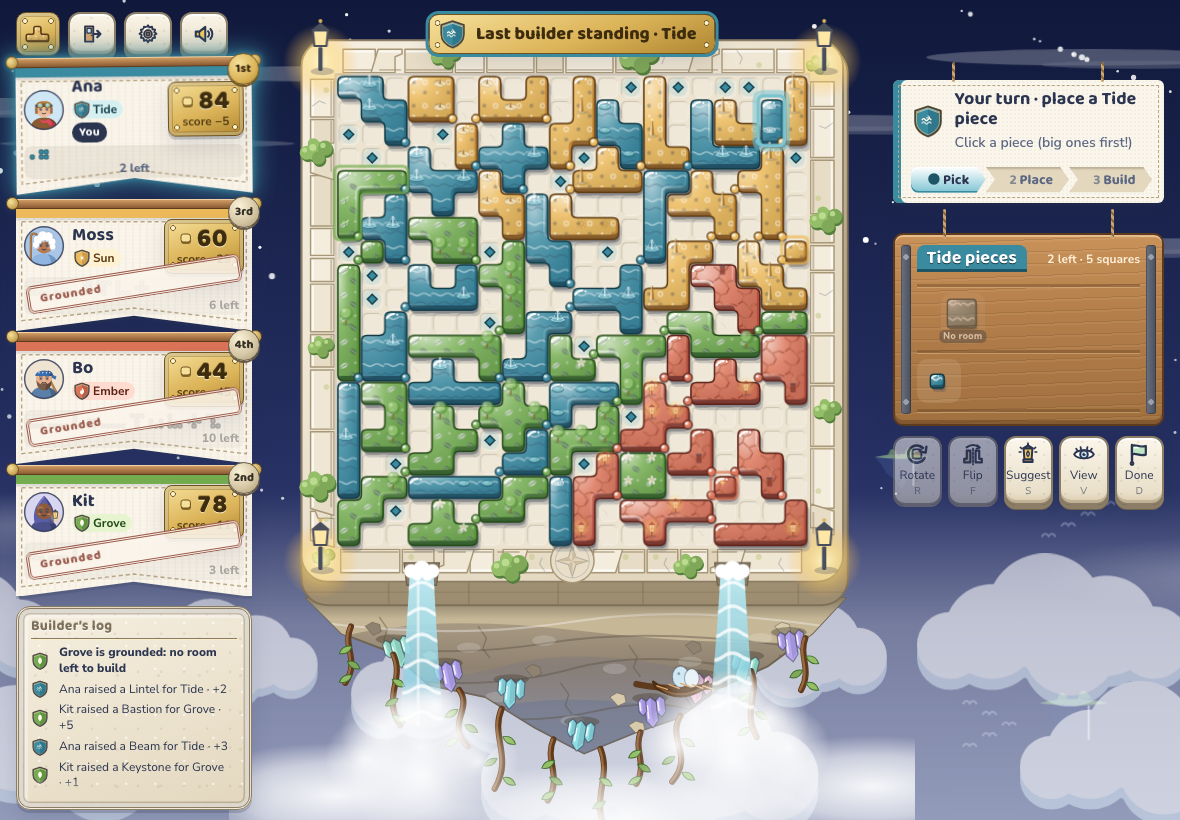 Last builder standing · Tide
1st
Ana
Tide
You
84
score −5
2 left
3rd
Moss
Sun
60
Grounded
6 left
4th
Bo
Ember
44
Grounded
10 left
2nd
Kit
Grove
78
Grounded
3 left
Builder's log
Grove is grounded: no room
left to build
Ana raised a Lintel for Tide · +2
Kit raised a Bastion for Grove ·
+5
Ana raised a Beam for Tide · +3
Kit raised a Keystone for Grove
· +1
Your turn · place a Tide
piece
Click a piece (big ones first!)
Pick
2 Place
3 Build
Tide pieces
2 left · 5 squares
No room
Rotate
R
Flip
F
Suggest
S
View
V
Done
D